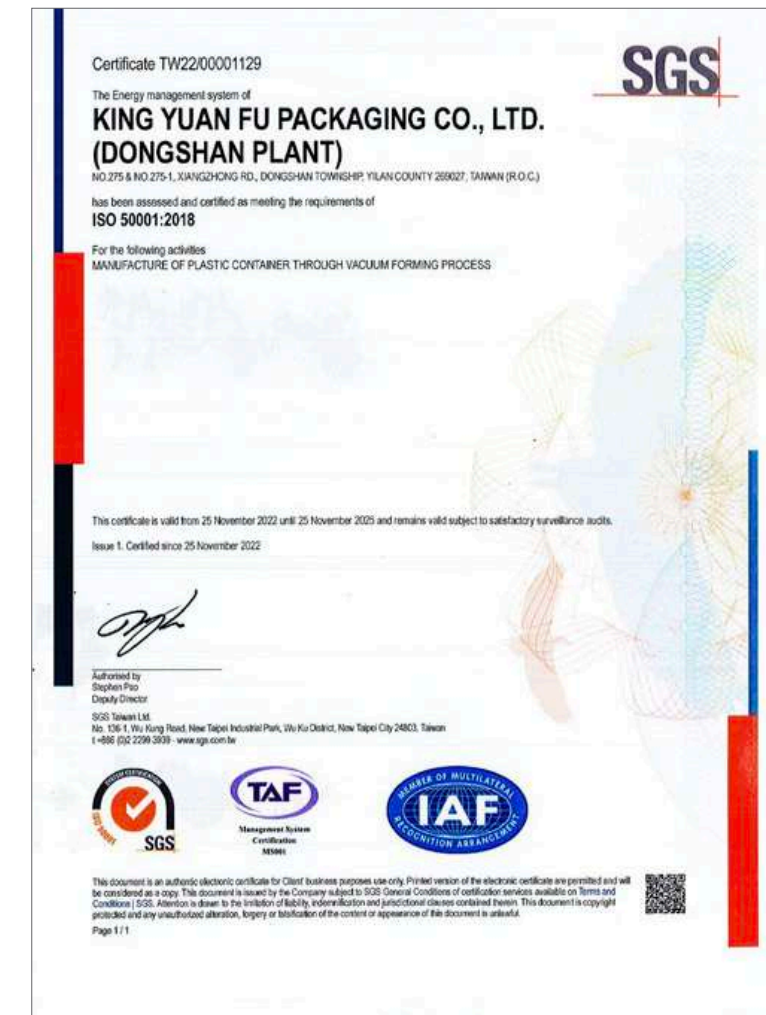 Certificate TW22/00001129
SGS
The Energy management system of
KING YUAN FU PACKAGING CO., LTD.
(DONGSHAN PLANT)
NO.275 & NO.275-1, XIANGZHONG RD., DONGSHAN TOWNSHIP, YILAN COUNTY 269027, TAIWAN (R.O.C.)
has been assessed and certified as meeting the requirements of
ISO 50001:2018
For the following activities
MANUFACTURE OF PLASTIC CONTAINER THROUGH VACUUM FORMING PROCESS
This certificate is valid from 25 November 2022 until 25 November 2025 and remains valid subject to satisfactory surveillance audits.
Issue 1. Certified since 25 November 2022
Authorised by
Stephen Pao
Deputy Director
SGS Taiwan Ltd.
No. 136-1, Wu Kung Road, New Taipei Industrial Park, Wu Ku District, New Taipei City 24803, Taiwan
t +886 (0)2 2299-3939 - www.sgs.com.tw
SYSTEM CERTIFICATION
ISO 50001
SGS
TAF
Management System
Certification
MS001
MEMBER OF MULTILATERAL
IAF
RECOGNITION ARRANGEMENT
This document is an authentic electronic certificate for Client' business purposes use only. Printed version of the electronic certificate are permitted and will
be considered as a copy. This document is issued by the Company subject to SGS General Conditions of certification services available on Terms and
Conditions | SGS. Attention is drawn to the limitation of liability, indemnification and jurisdictional clauses contained therein. This document is copyright
protected and any unauthorized alteration, forgery or falsification of the content or appearance of this document is unlawful.
Page 1 / 1